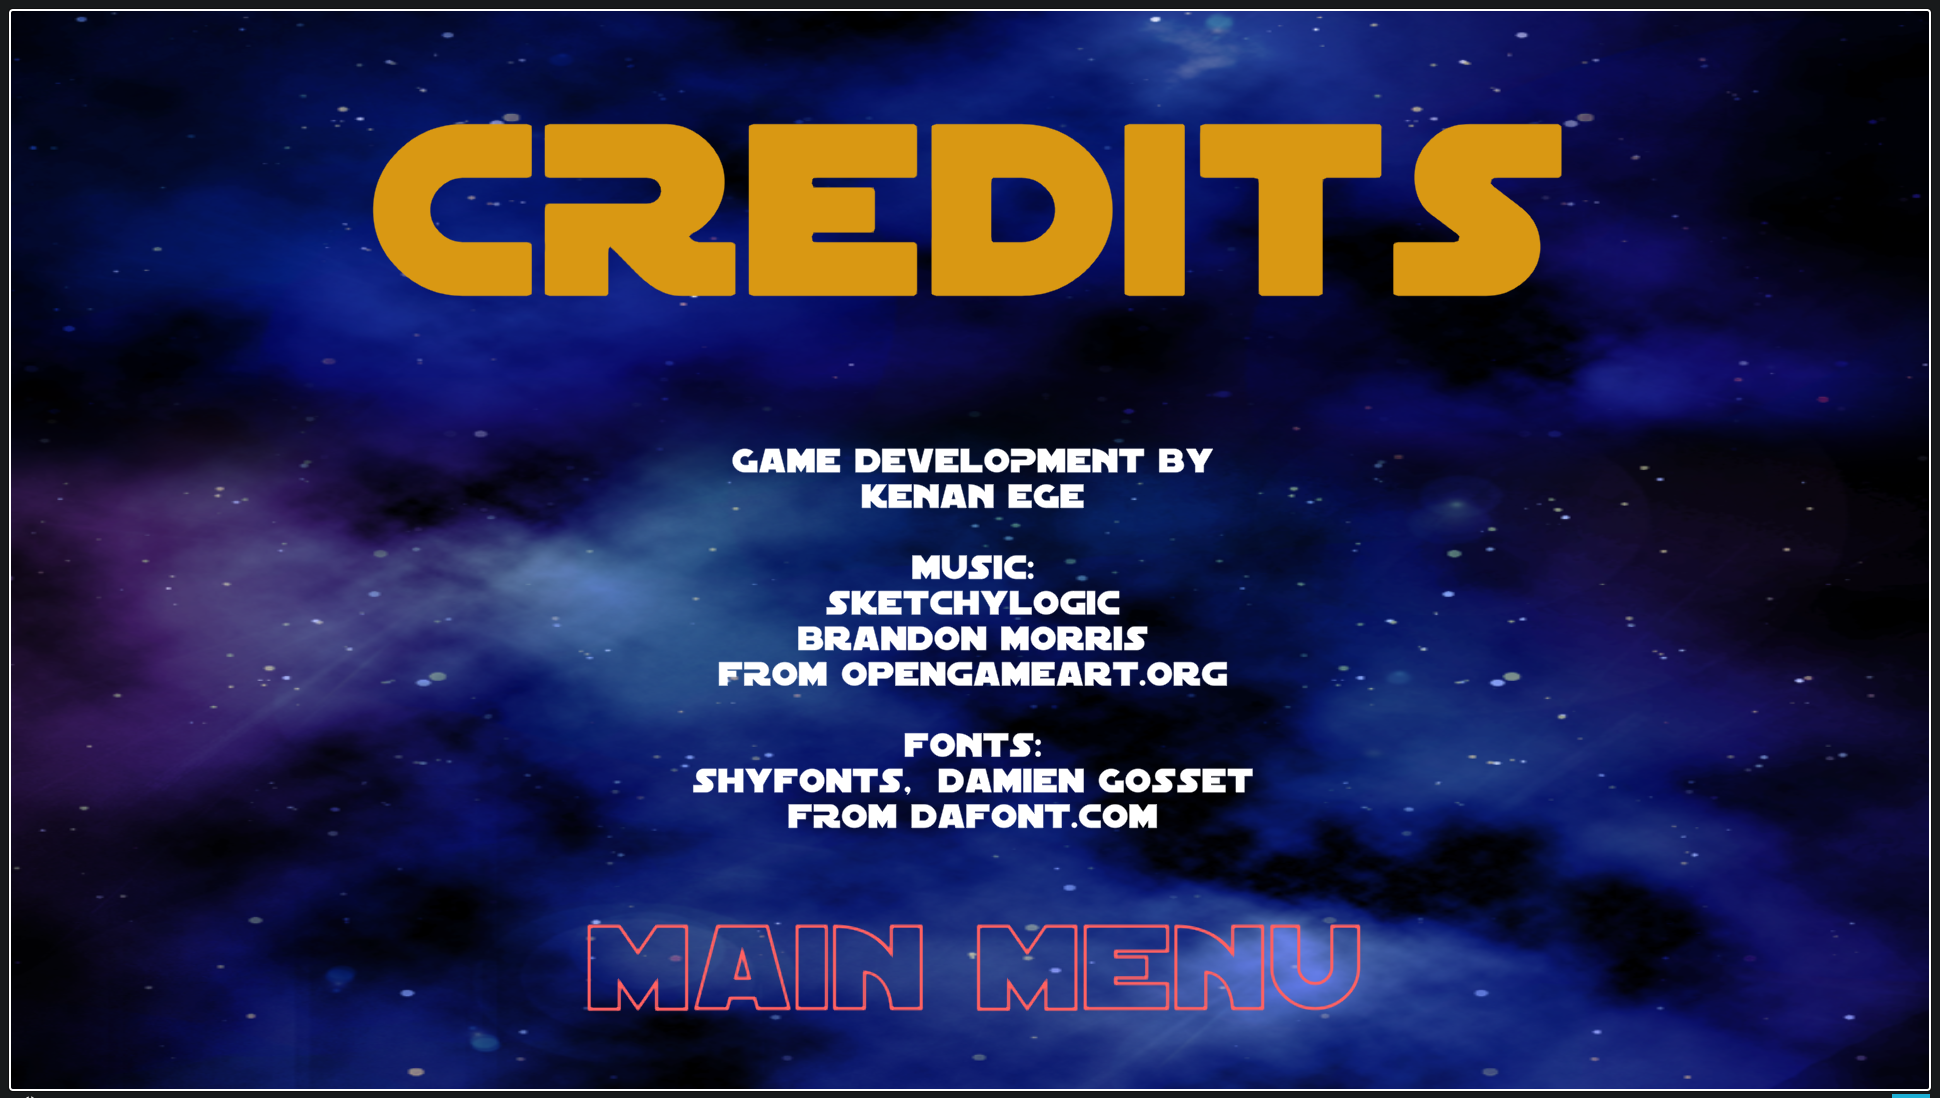 CREDITS
GAME DEVELOPMENT BY
KENAN EGE
MUSIC:
SKETCHYLOGIC
BRANDON MORRIS
FROM OPENGAMEART.ORG
FONTS:
SHYFONTS, DAMIEN GOSSET
FROM DAFONT.COM
MAIN MENU